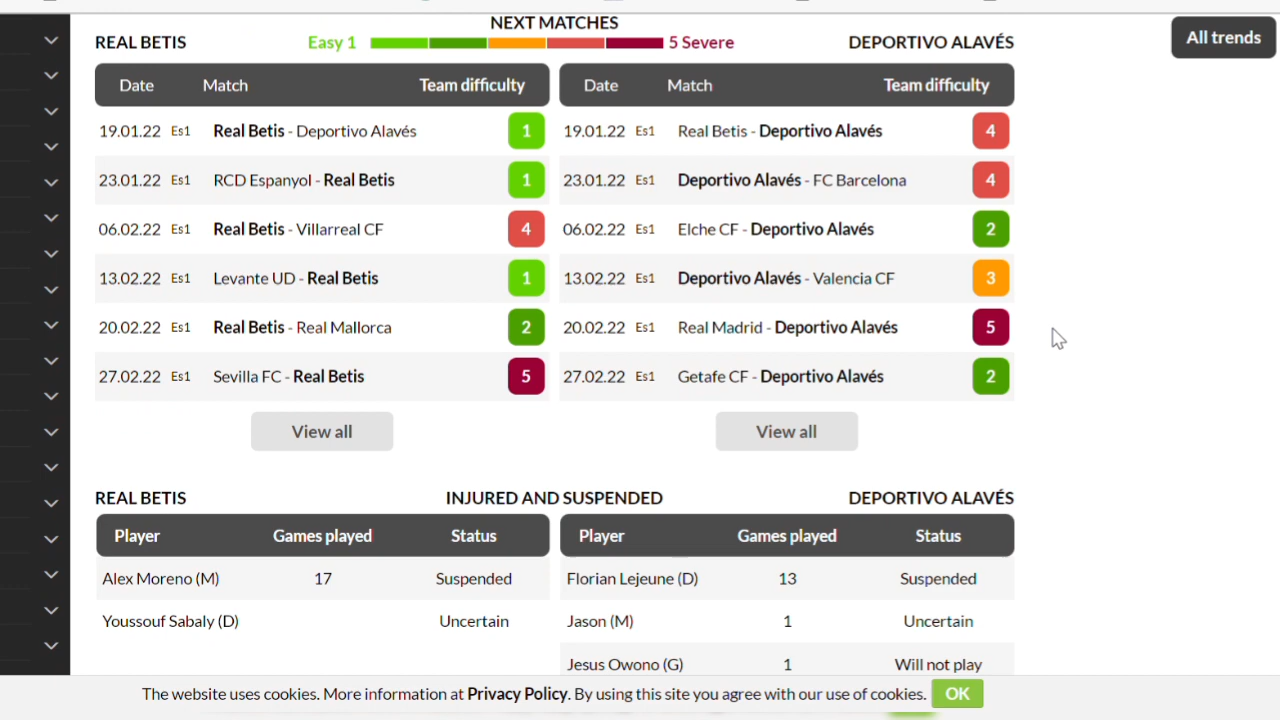 NEXT MATCHES
REAL BETIS Easy 1 5 Severe DEPORTIVO ALAVÉS All trends
Date Match Team difficulty Date Match Team difficulty
19.01.22 Es1 Real Betis - Deportivo Alavés 1 19.01.22 Es1 Real Betis - Deportivo Alavés 4
23.01.22 Es1 RCD Espanyol - Real Betis 1 23.01.22 Es1 Deportivo Alavés - FC Barcelona 4
06.02.22 Es1 Real Betis - Villarreal CF 4 06.02.22 Es1 Elche CF - Deportivo Alavés 2
13.02.22 Es1 Levante UD - Real Betis 1 13.02.22 Es1 Deportivo Alavés - Valencia CF 3
20.02.22 Es1 Real Betis - Real Mallorca 2 20.02.22 Es1 Real Madrid - Deportivo Alavés 5
27.02.22 Es1 Sevilla FC - Real Betis 5 27.02.22 Es1 Getafe CF - Deportivo Alavés 2
View all View all
REAL BETIS INJURED AND SUSPENDED DEPORTIVO ALAVÉS
Player Games played Status Player Games played Status
Alex Moreno (M) 17 Suspended Florian Lejeune (D) 13 Suspended
Youssouf Sabaly (D) Uncertain Jason (M) 1 Uncertain
Jesus Owono (G) 1 Will not play
The website uses cookies. More information at Privacy Policy. By using this site you agree with our use of cookies. OK